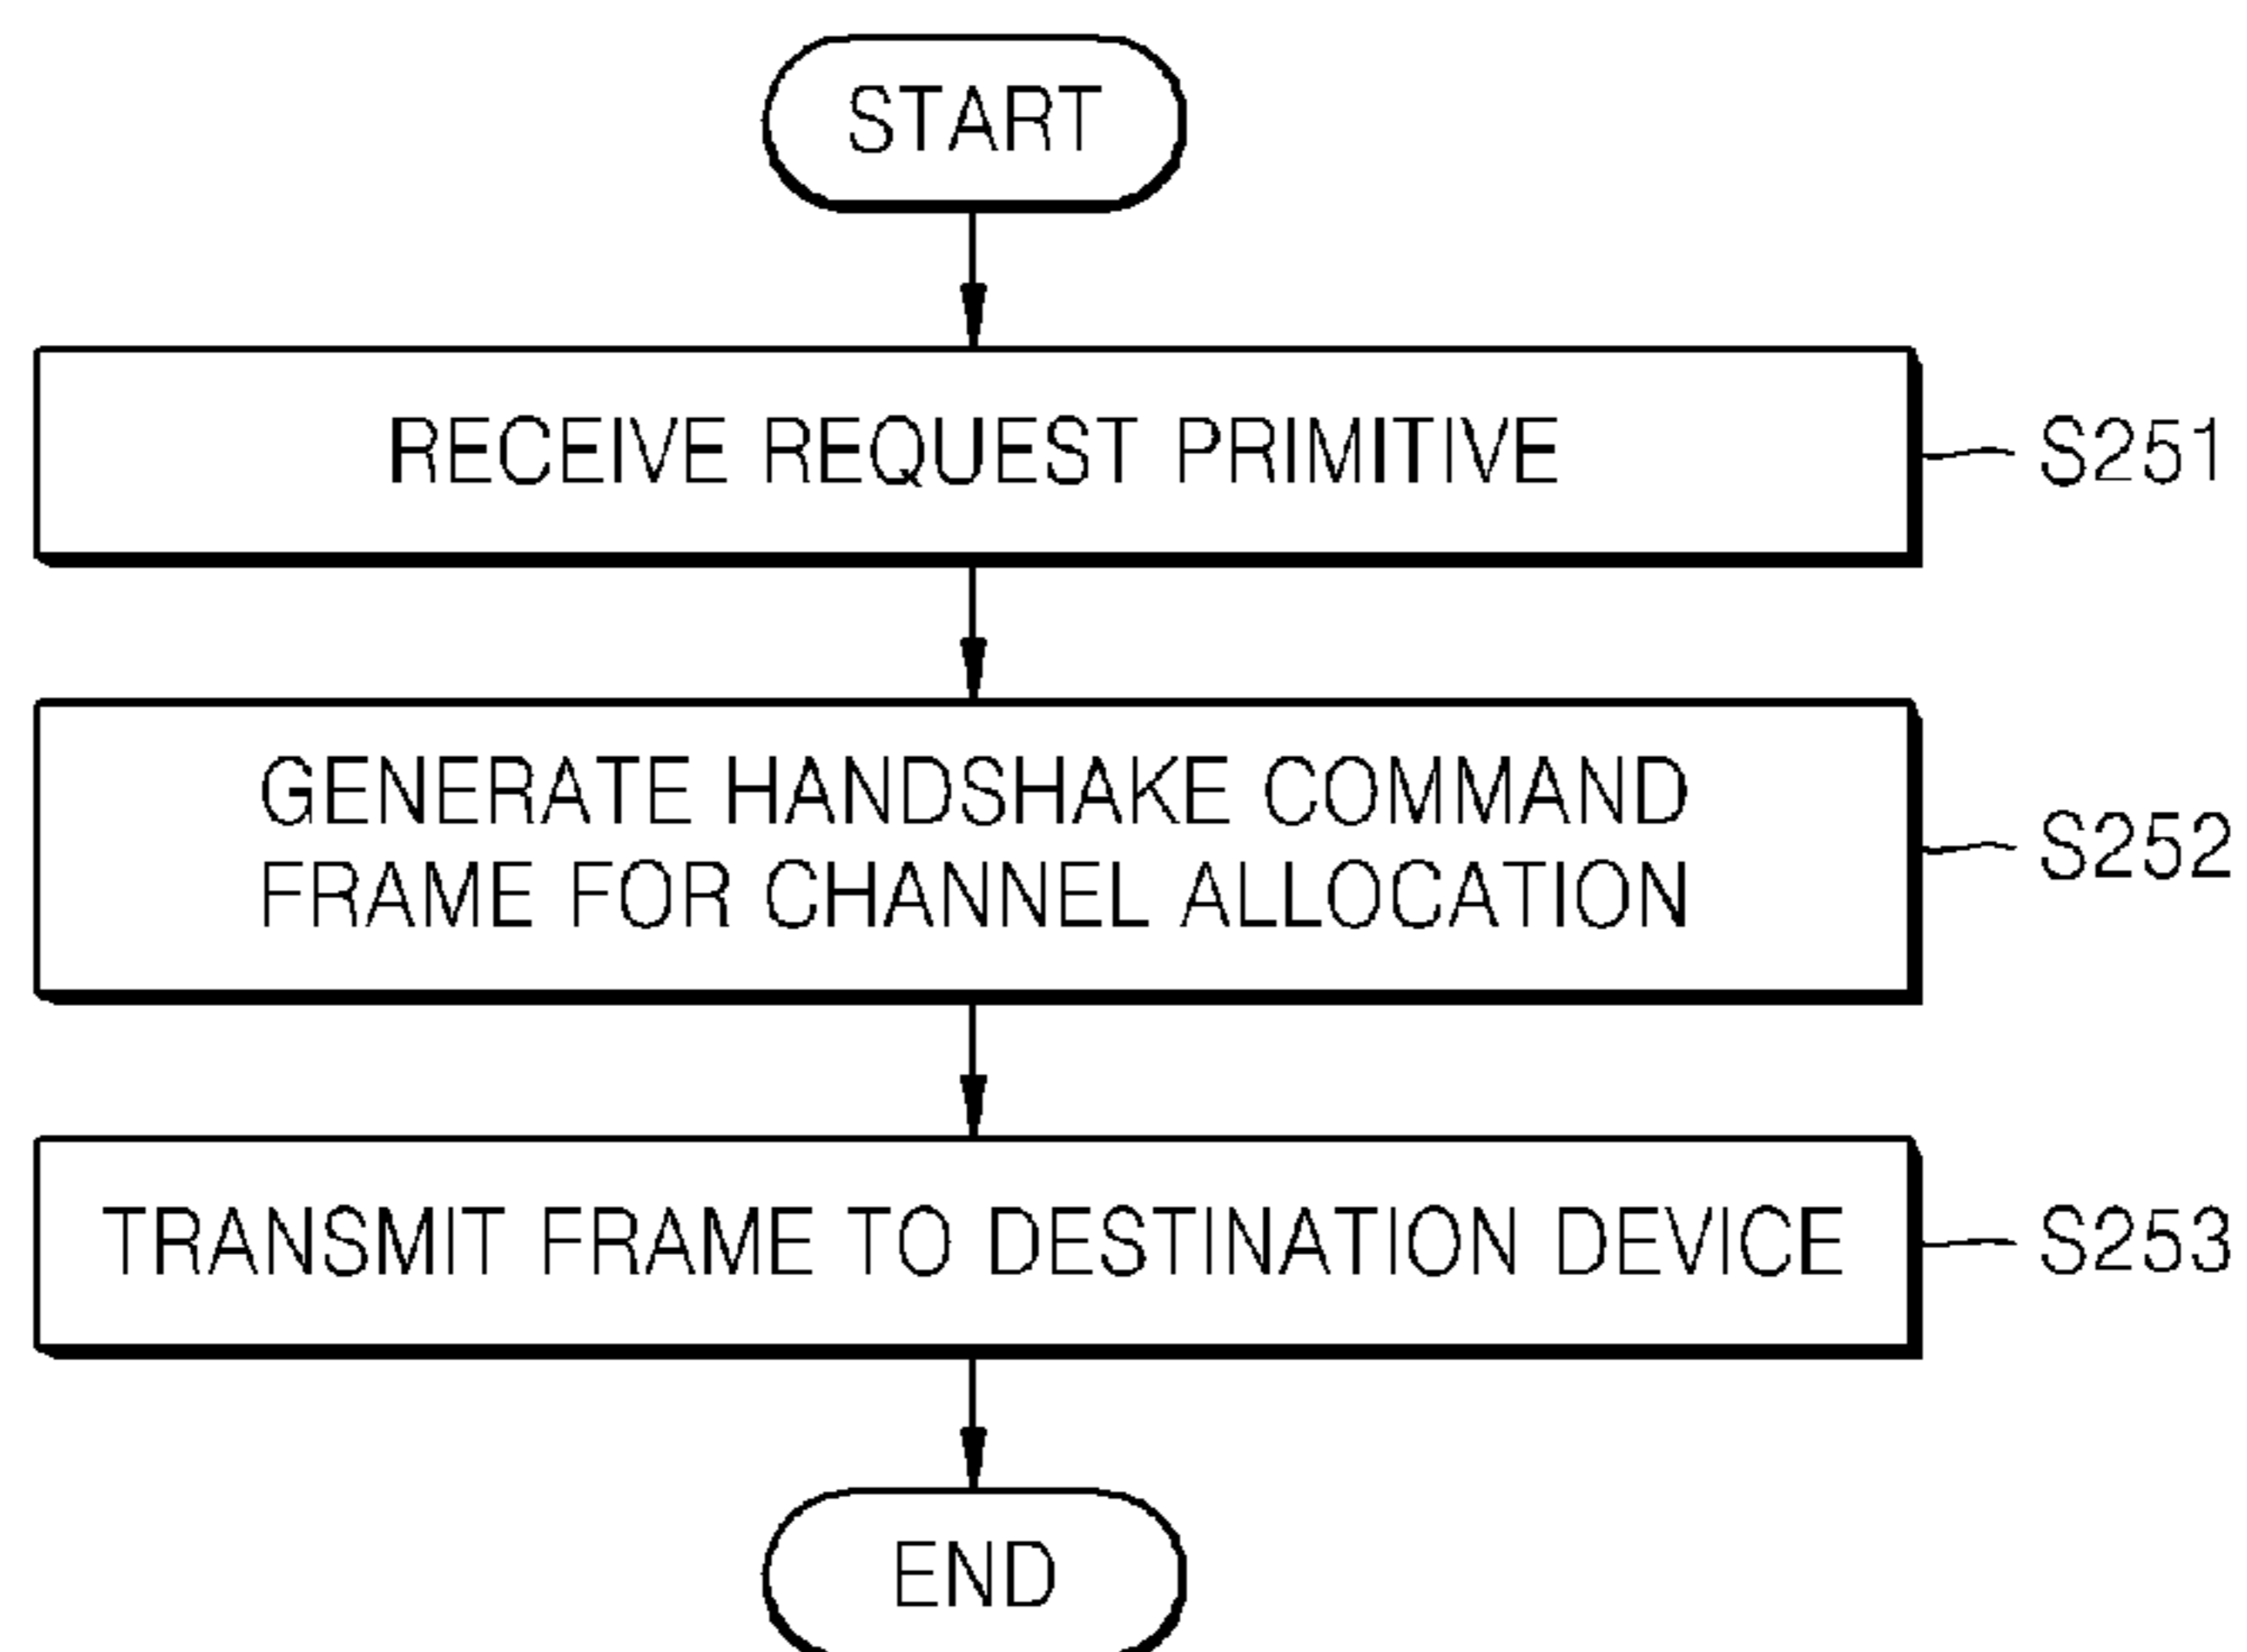 START
RECEIVE REQUEST PRIMITIVE
S251
GENERATE HANDSHAKE COMMAND
FRAME FOR CHANNEL ALLOCATION
S252
TRANSMIT FRAME TO DESTINATION DEVICE
S253
END